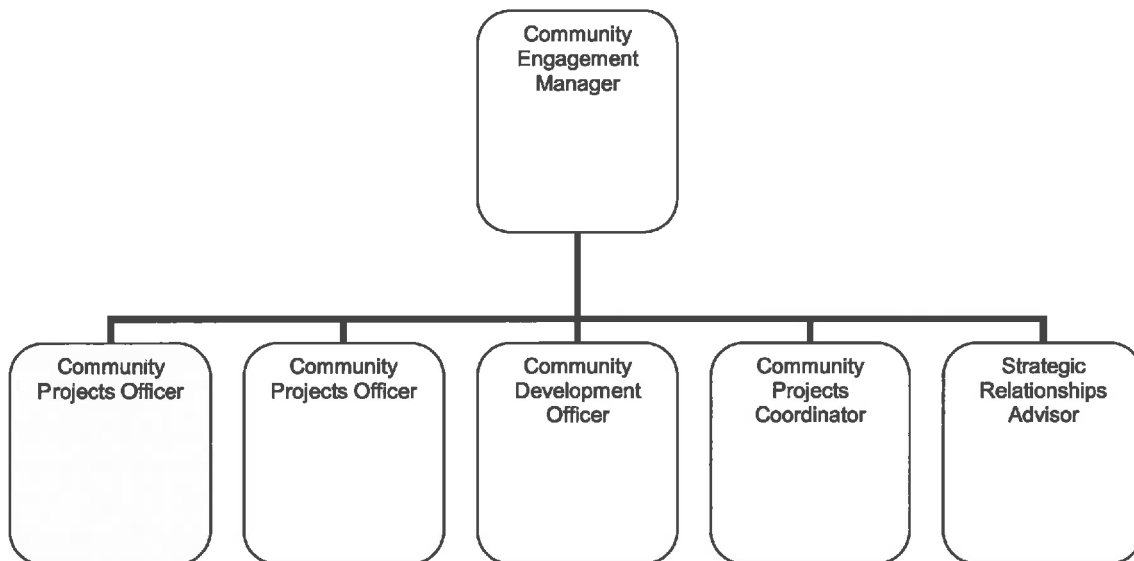 Community
Engagement
Manager
Community
Projects Officer
Community
Projects Officer
Community
Development
Officer
Community
Projects
Coordinator
Strategic
Relationships
Advisor